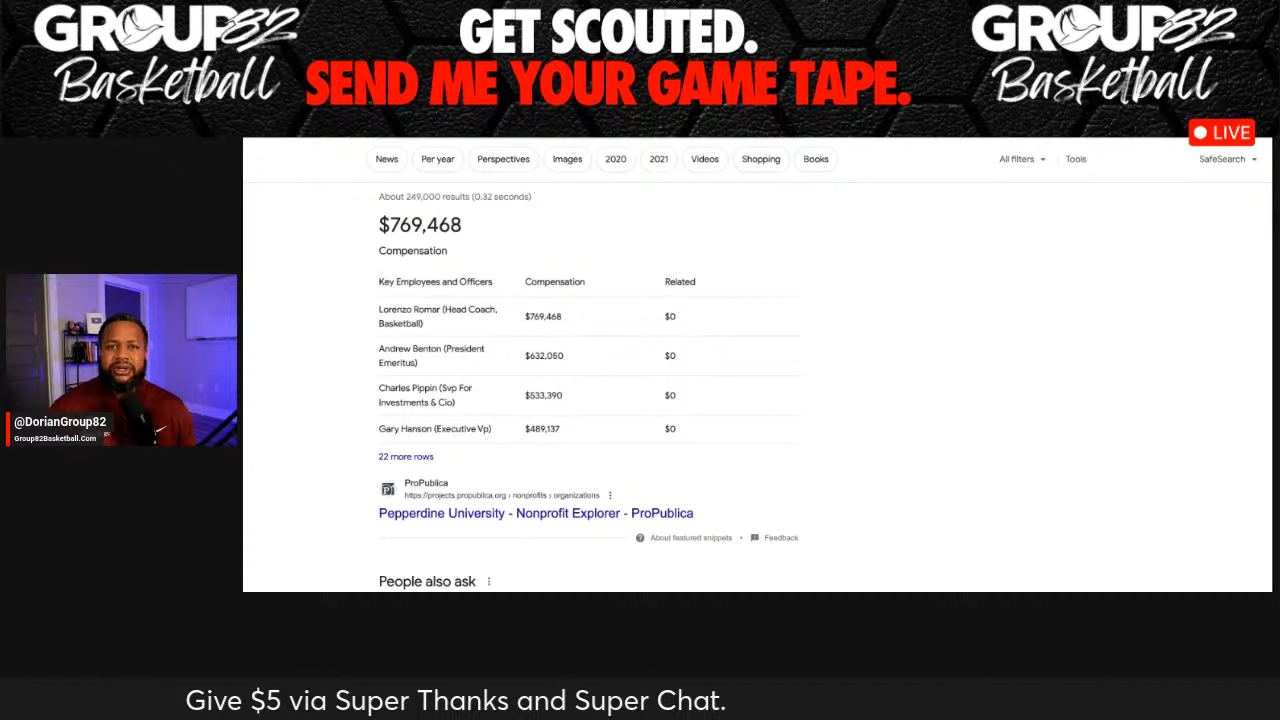 GROUP82
Basketball
GET SCOUTED.
SEND ME YOUR GAME TAPE.
GROUP82
Basketball
LIVE
News Per year Perspectives Images 2020 2021 Videos Shopping Books All filters Tools SafeSearch
About 249,000 results (0.32 seconds)
$769,468
Compensation
Key Employees and Officers Compensation Related
Lorenzo Romar (Head Coach,
Basketball) $769,468 $0
Andrew Benton (President
Emeritus) $632,050 $0
Charles Pippin (Svp For
Investments & Cio) $533,390 $0
Gary Hanson (Executive Vp) $489,137 $0
22 more rows
ProPublica
https://projects.propublica.org › nonprofits › organizations
Pepperdine University - Nonprofit Explorer - ProPublica
About featured snippets • Feedback
People also ask
@DorianGroup82
Group82Basketball.Com
Give $5 via Super Thanks and Super Chat.